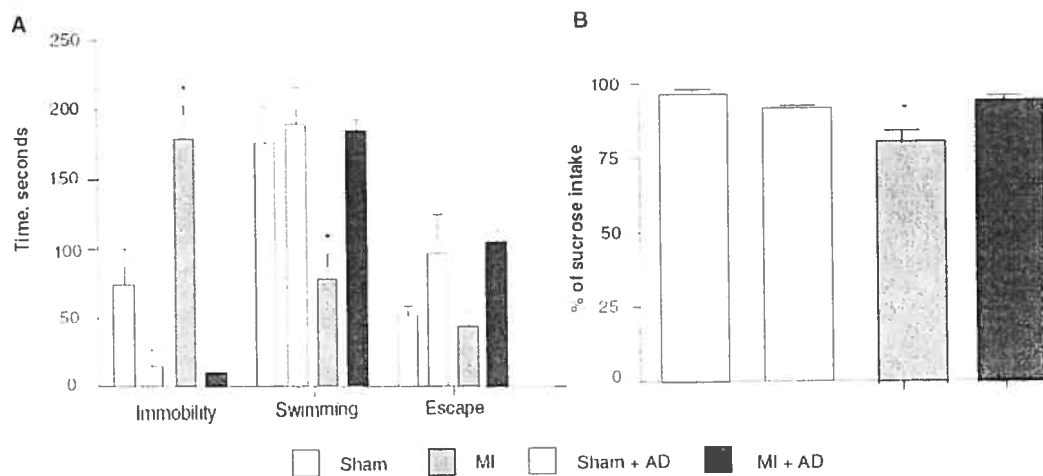 A
B
Time, seconds
250
200
150
100
50
0
Immobility Swimming Escape
% of sucrose intake
100
75
50
25
0
Sham MI Sham + AD MI + AD